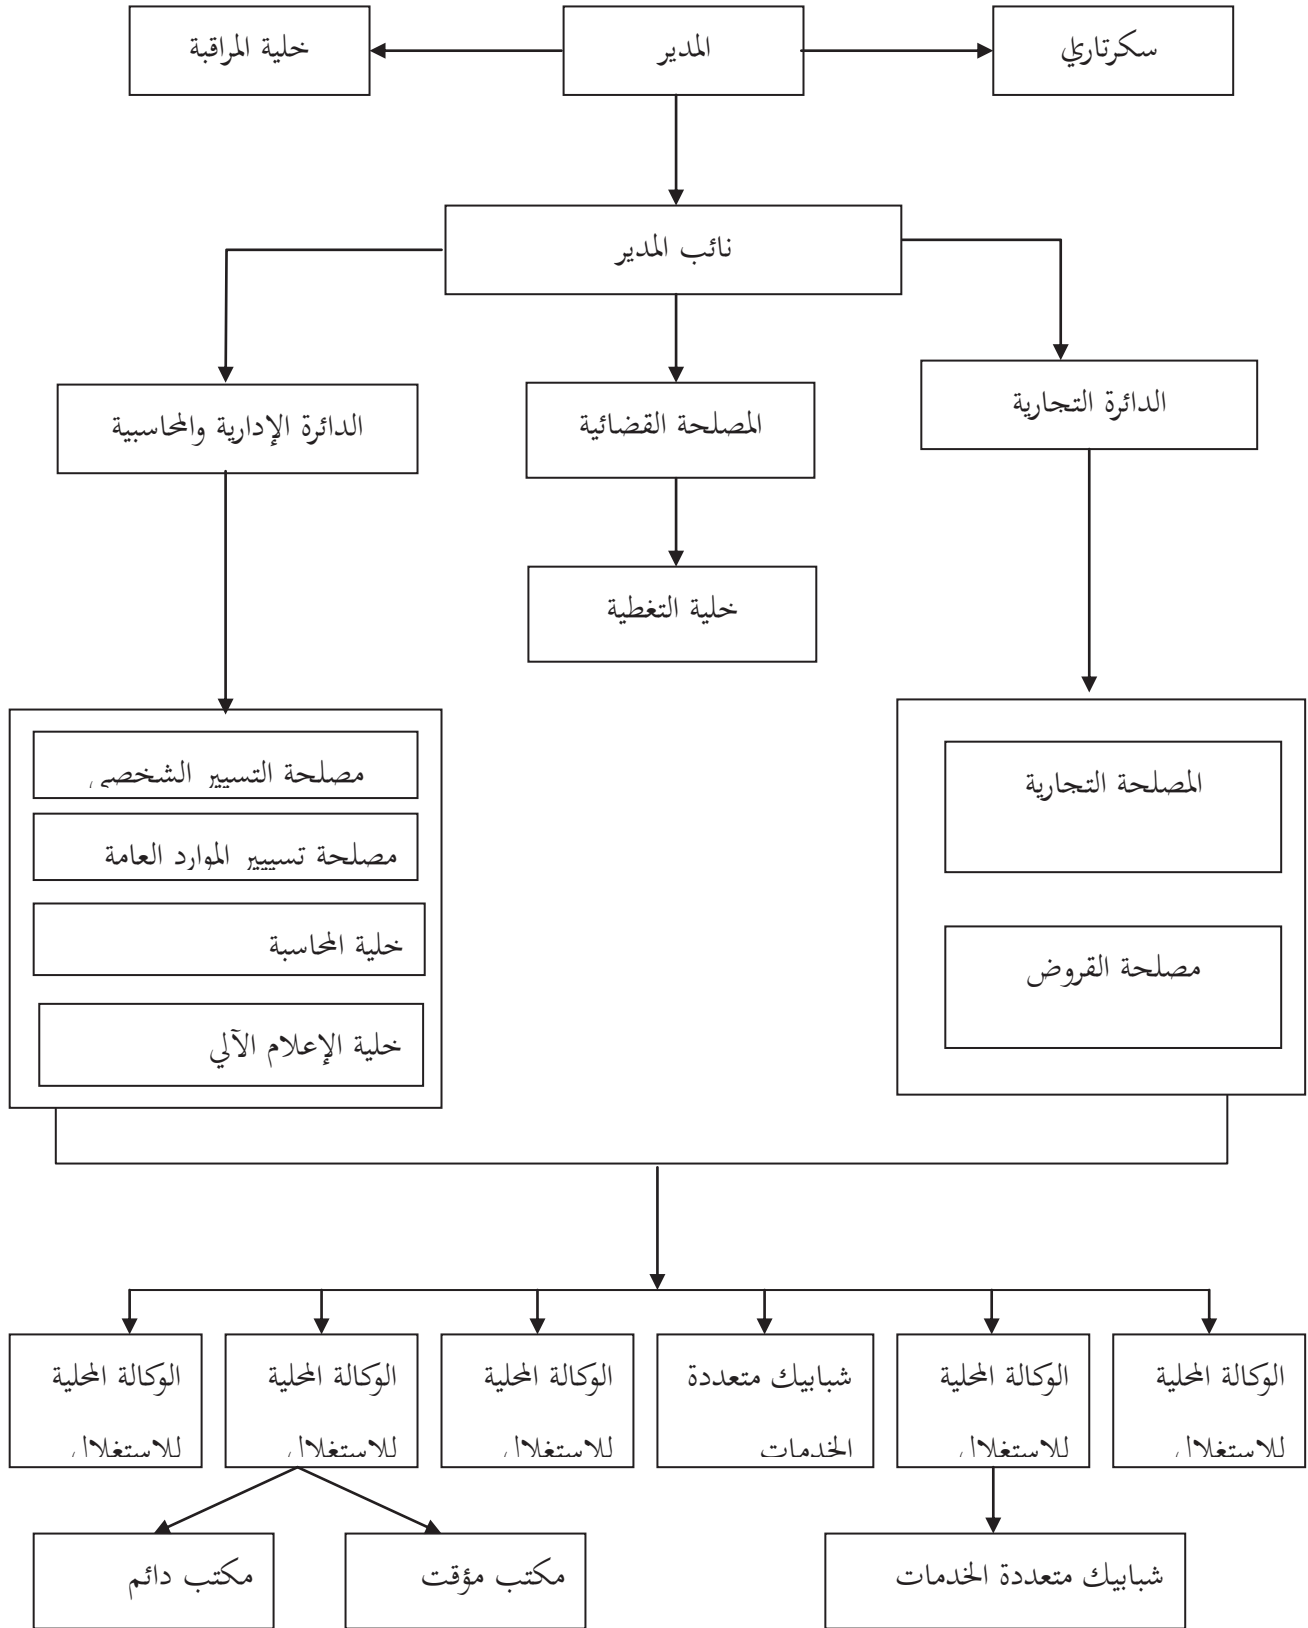 سكرتاري
المدير
خلية المراقبة
نائب المدير
الدائرة التجارية
المصلحة القضائية
الدائرة الإدارية والمحاسبية
خلية التغطية
المصلحة التجارية
مصلحة القروض
مصلحة التسيير الشخصي
مصلحة تسييير الموارد العامة
خلية المحاسبة
خلية الإعلام الآلي
الوكالة المحلية
للاستغلال
الوكالة المحلية
للاستغلال
شبابيك متعددة
الخدمات
الوكالة المحلية
للاستغلال
الوكالة المحلية
للاستغلال
الوكالة المحلية
للاستغلال
شبابيك متعددة الخدمات
مكتب مؤقت
مكتب دائم